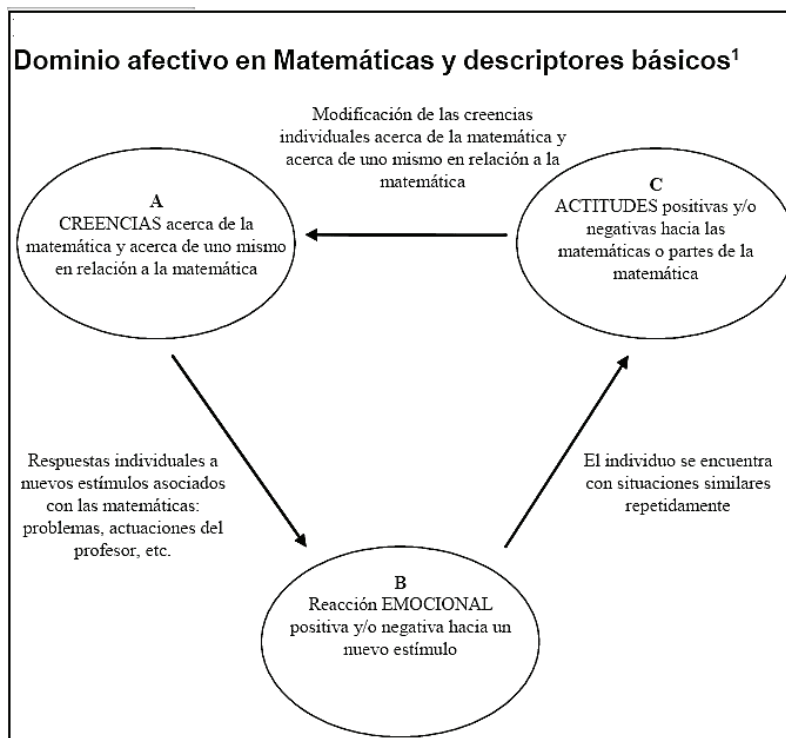 Dominio afectivo en Matemáticas y descriptores básicos¹
Modificación de las creencias
individuales acerca de la matemática y
acerca de uno mismo en relación a la
matemática
A
CREENCIAS acerca de la
matemática y acerca de uno mismo
en relación a la matemática
C
ACTITUDES positivas y/o
negativas hacia las
matemáticas o partes de la
matemática
Respuestas individuales a
nuevos estímulos asociados
con las matemáticas:
problemas, actuaciones del
profesor, etc.
El individuo se encuentra
con situaciones similares
repetidamente
B
Reacción EMOCIONAL
positiva y/o negativa hacia un
nuevo estímulo